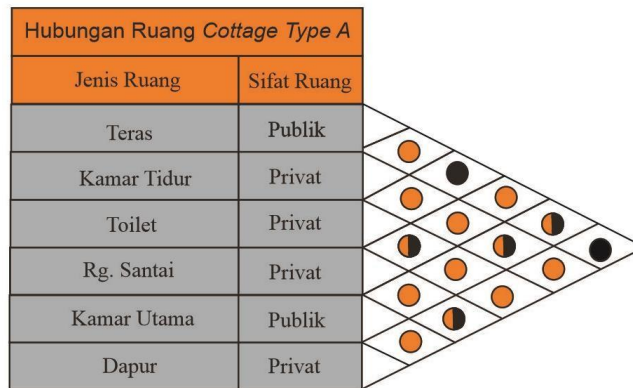 Hubungan Ruang Cottage Type A
Jenis Ruang Sifat Ruang
Teras Publik
Kamar Tidur Privat
Toilet Privat
Rg. Santai Privat
Kamar Utama Publik
Dapur Privat